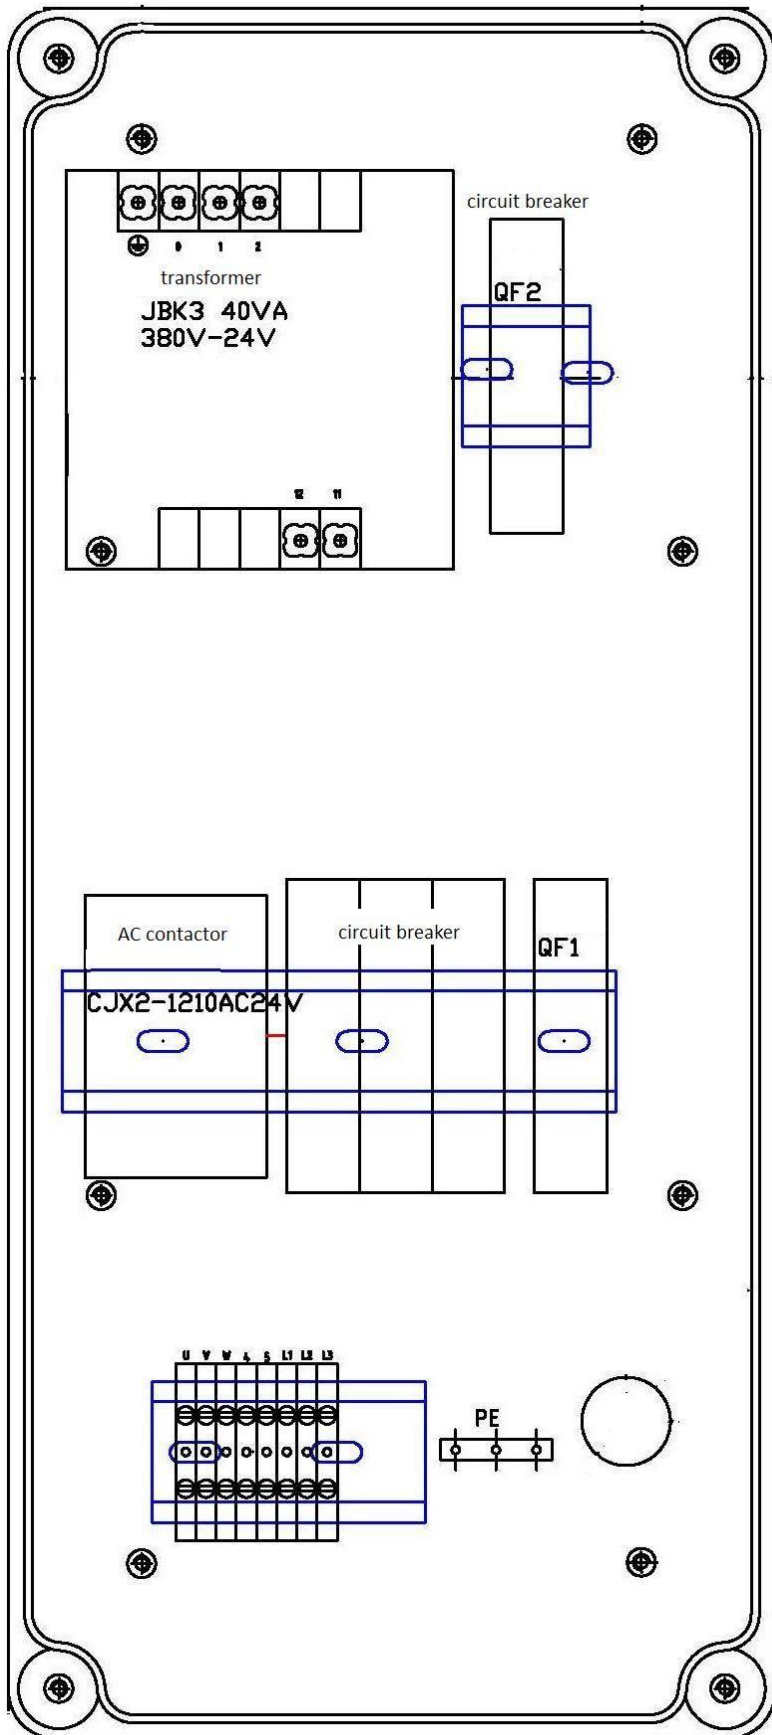 circuit breaker
QF2
0 1 2
transformer
JBK3 40VA
380V-24V
12 11
AC contactor
circuit breaker
QF1
CJX2-1210AC24V
U V W 4 5 L1 L2 L3
PE